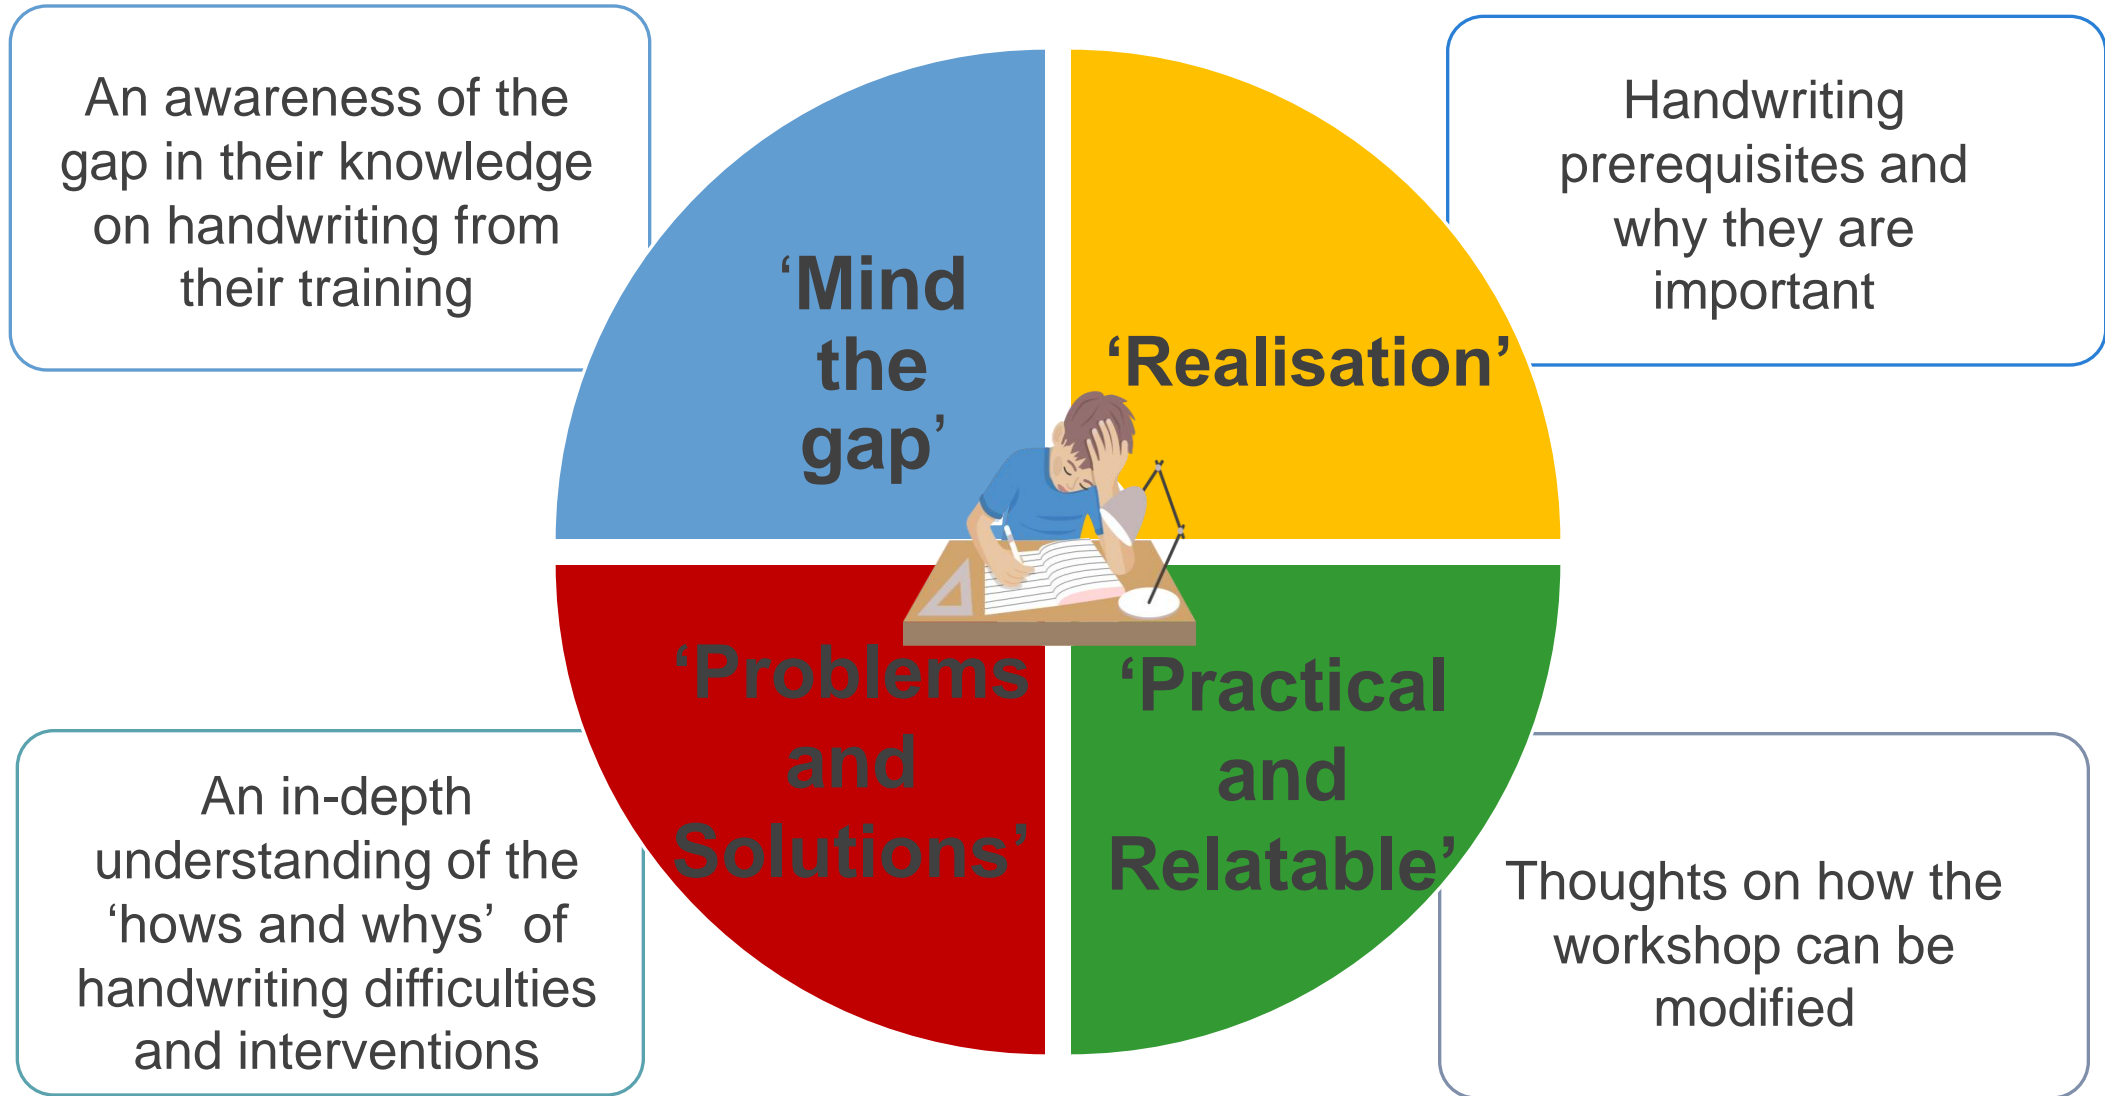 An awareness of the
gap in their knowledge
on handwriting from
their training
‘Mind
the
gap’
‘Realisation’
Handwriting
prerequisites and
why they are
important
An in-depth
understanding of the
‘hows and whys’  of
handwriting difficulties
and interventions
‘Problems
and
Solutions’
‘Practical
and
Relatable’
Thoughts on how the
workshop can be
modified